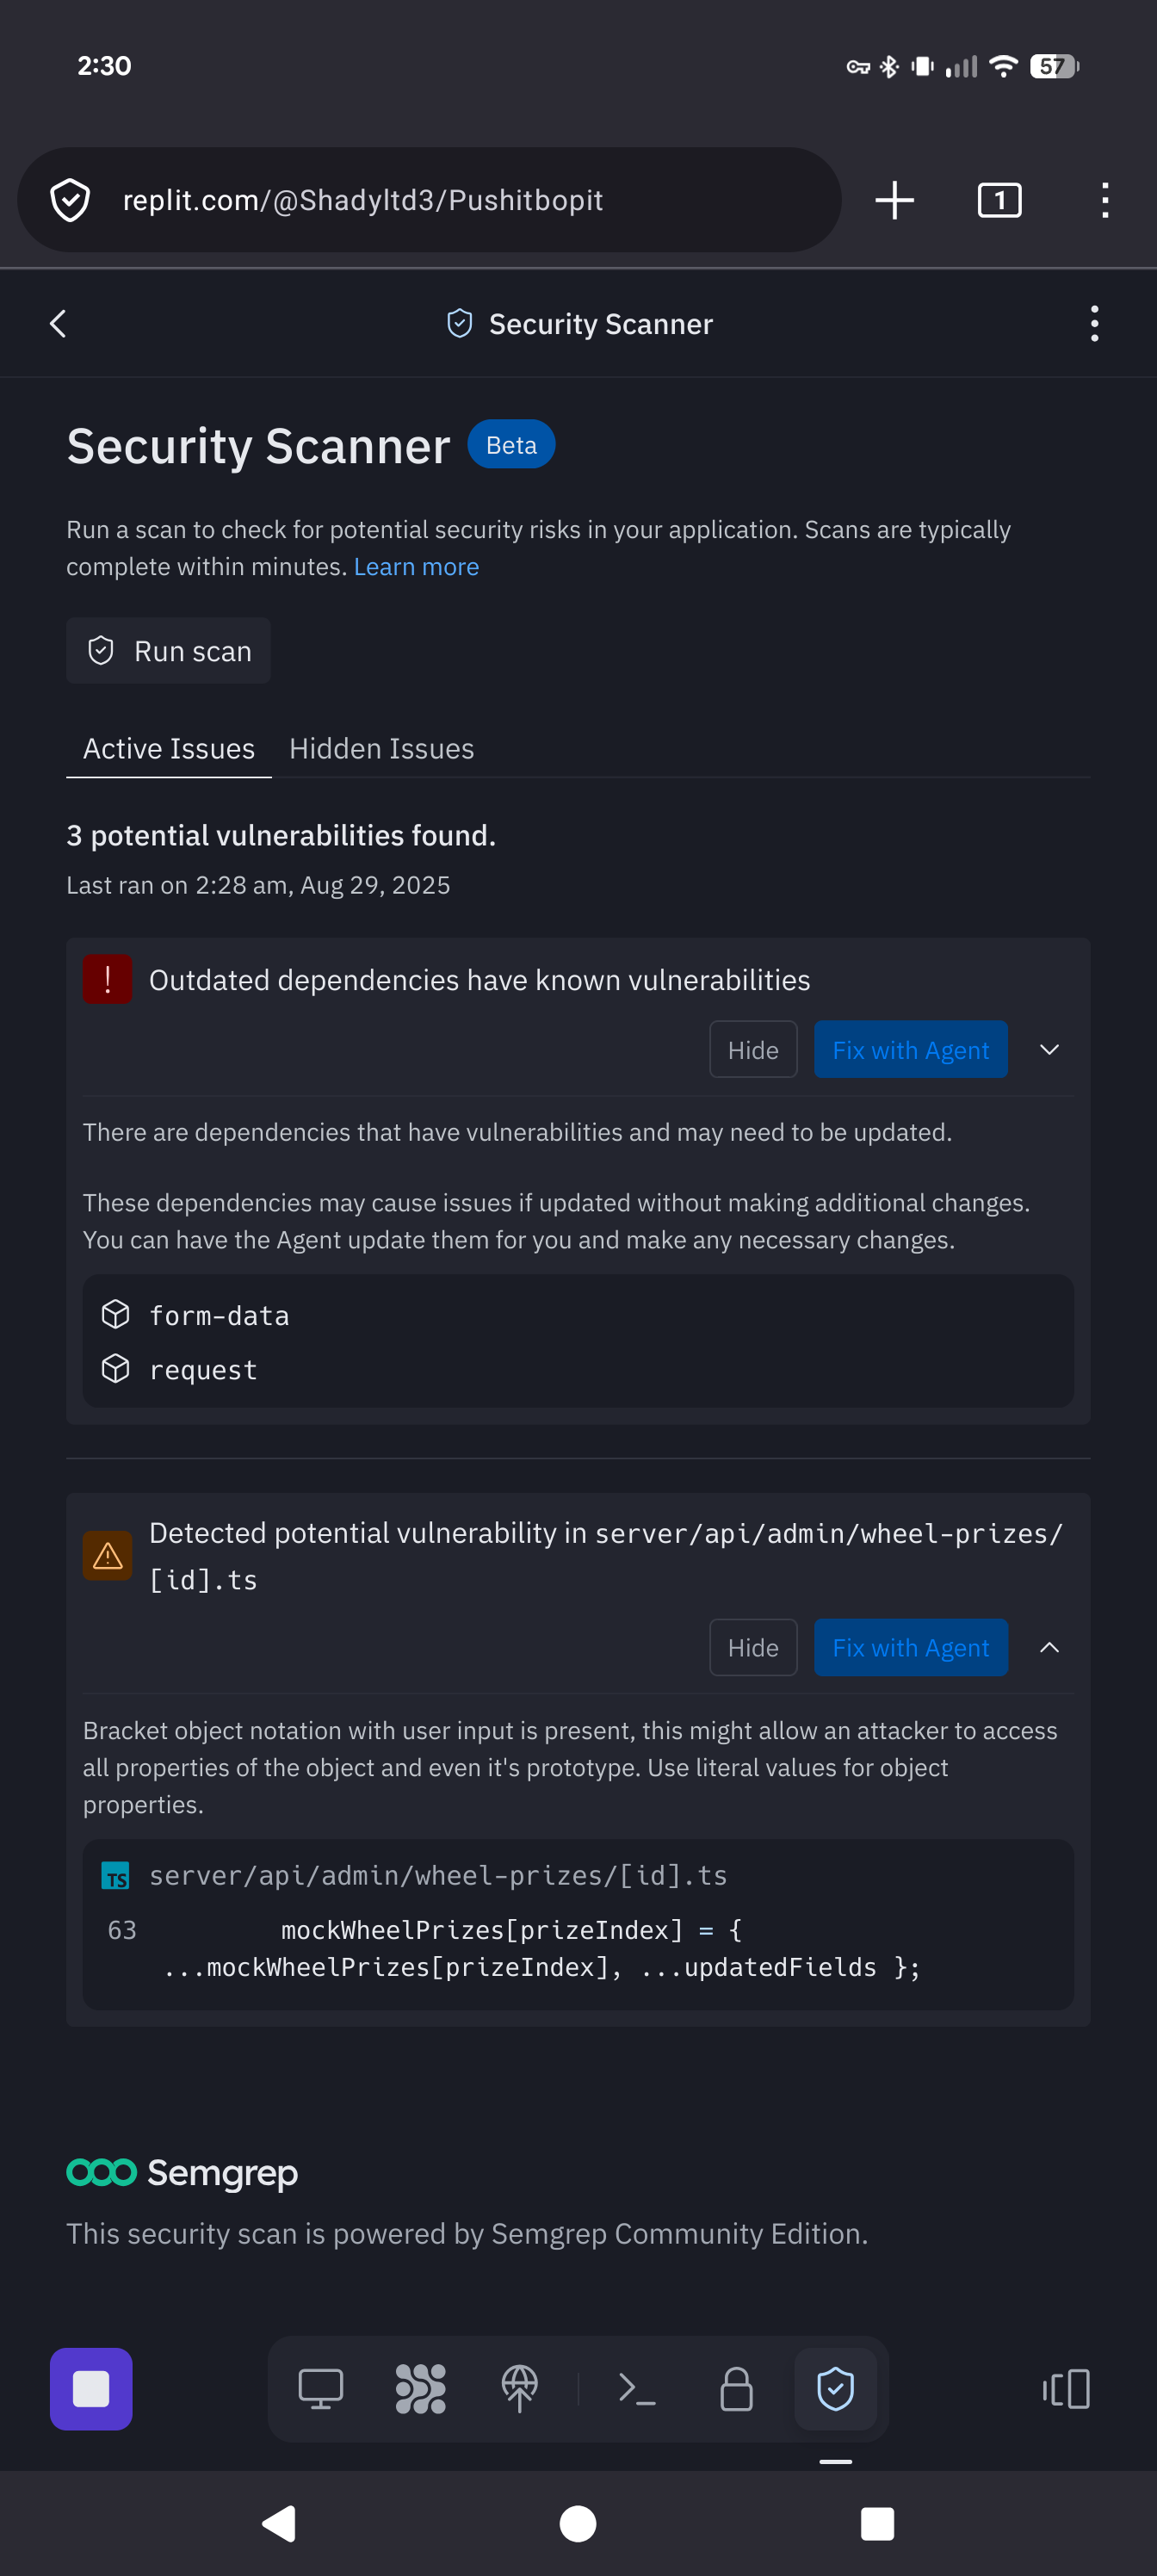 2:30
57
replit.com/@Shadyltd3/Pushitbopit
1
Security Scanner
Security Scanner
Beta
Run a scan to check for potential security risks in your application. Scans are typically
complete within minutes. Learn more
Run scan
Active Issues
Hidden Issues
3 potential vulnerabilities found.
Last ran on 2:28 am, Aug 29, 2025
! Outdated dependencies have known vulnerabilities
Hide
Fix with Agent
There are dependencies that have vulnerabilities and may need to be updated.
These dependencies may cause issues if updated without making additional changes.
You can have the Agent update them for you and make any necessary changes.
form-data
request
Detected potential vulnerability in server/api/admin/wheel-prizes/
[id].ts
Hide
Fix with Agent
Bracket object notation with user input is present, this might allow an attacker to access
all properties of the object and even it's prototype. Use literal values for object
properties.
TS server/api/admin/wheel-prizes/[id].ts
63 mockWheelPrizes[prizeIndex] = {
...mockWheelPrizes[prizeIndex], ...updatedFields };
Semgrep
This security scan is powered by Semgrep Community Edition.